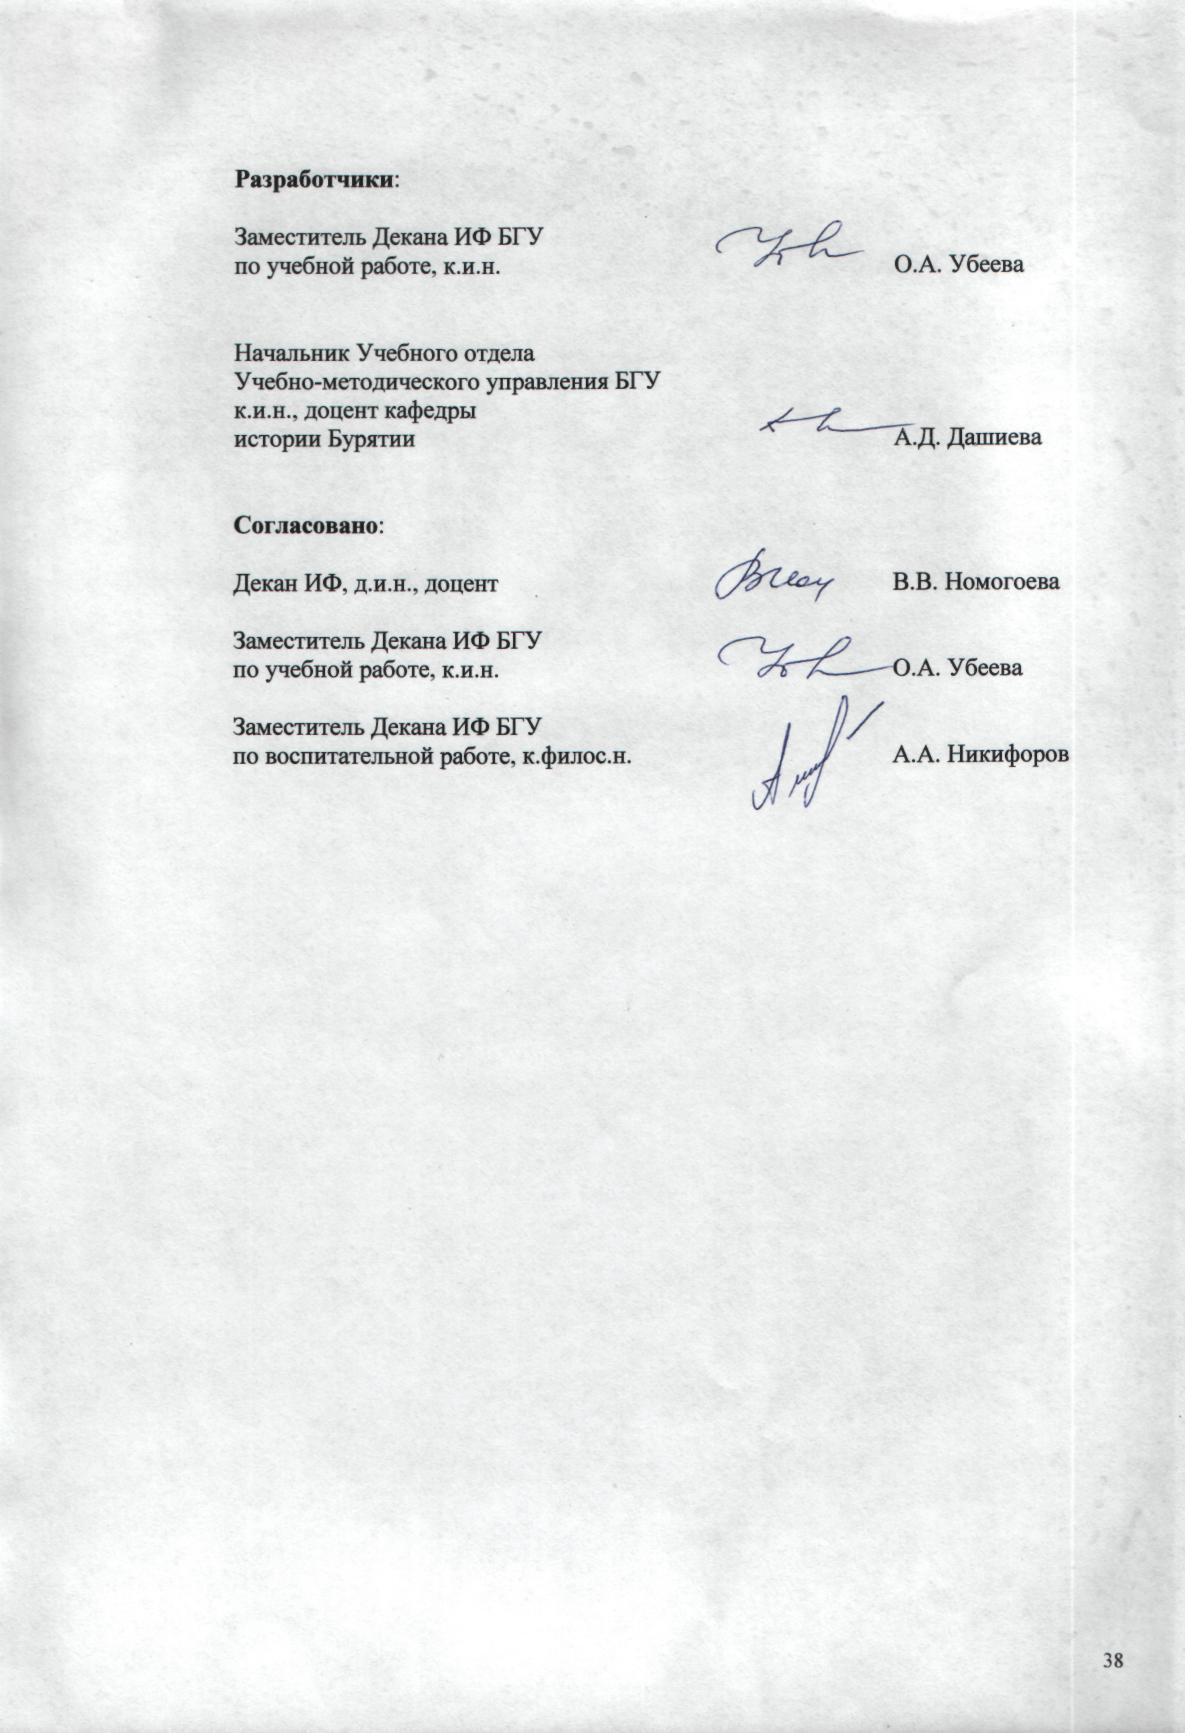 Разработчики:
Заместитель Декана ИФ БГУ
по учебной работе, к.и.н. О.А. Убеева
Начальник Учебного отдела
Учебно-методического управления БГУ
к.и.н., доцент кафедры
истории Бурятии А.Д. Дашиева
Согласовано:
Декан ИФ, д.и.н., доцент В.В. Номогоева
Заместитель Декана ИФ БГУ
по учебной работе, к.и.н. О.А. Убеева
Заместитель Декана ИФ БГУ
по воспитательной работе, к.филос.н. А.А. Никифоров
38